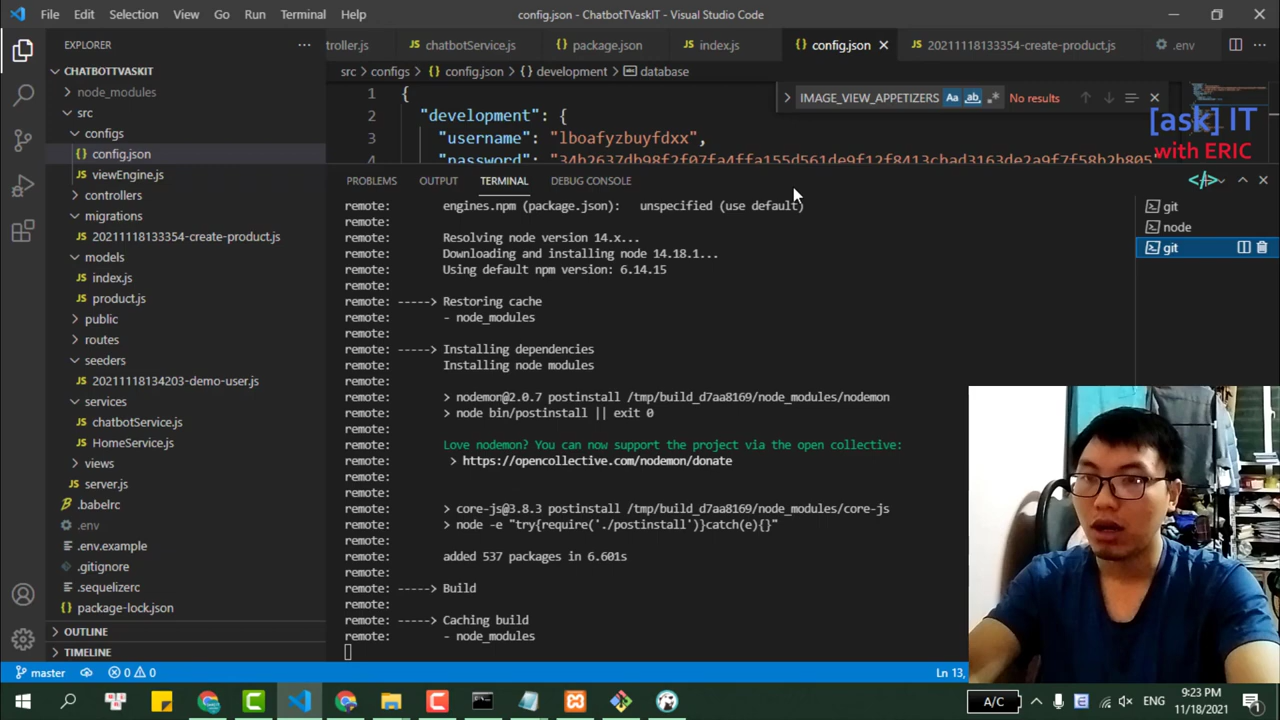 File Edit Selection View Go Run Terminal Help
config.json - ChatbotTVaskIT - Visual Studio Code
EXPLORER
CHATBOTTVASKIT
node_modules
src
configs
config.json
viewEngine.js
controllers
migrations
20211118133354-create-product.js
models
index.js
product.js
public
routes
seeders
20211118134203-demo-user.js
services
chatbotService.js
HomeService.js
views
server.js
.babelrc
.env
.env.example
.gitignore
.sequelizerc
package-lock.json
OUTLINE
TIMELINE
troller.js chatbotService.js package.json index.js config.json 20211118133354-create-product.js .env
src > configs > {} config.json > {} development > database
IMAGE_VIEW_APPETIZERS Aa ab No results
1 {
2 "development": {
3 "username": "lboafyzbuyfdxx",
4 "password":
[ask] IT
with ERIC
</>
PROBLEMS OUTPUT TERMINAL DEBUG CONSOLE
git
node
git
remote: engines.npm (package.json): unspecified (use default)
remote:
remote: Resolving node version 14.x...
remote: Downloading and installing node 14.18.1...
remote: Using default npm version: 6.14.15
remote:
remote: -----> Restoring cache
remote: - node_modules
remote:
remote: -----> Installing dependencies
remote: Installing node modules
remote:
remote: > nodemon@2.0.7 postinstall /tmp/build_d7aa8169/node_modules/nodemon
remote: > node bin/postinstall || exit 0
remote:
remote: Love nodemon? You can now support the project via the open collective:
remote: > https://opencollective.com/nodemon/donate
remote:
remote:
remote: > core-js@3.8.3 postinstall /tmp/build_d7aa8169/node_modules/core-js
remote: > node -e "try{require('./postinstall')}catch(e){}"
remote:
remote: added 537 packages in 6.601s
remote:
remote: -----> Build
remote:
remote: -----> Caching build
remote: - node_modules
master 0 0
Ln 13,
A/C
ENG
9:23 PM
11/18/2021